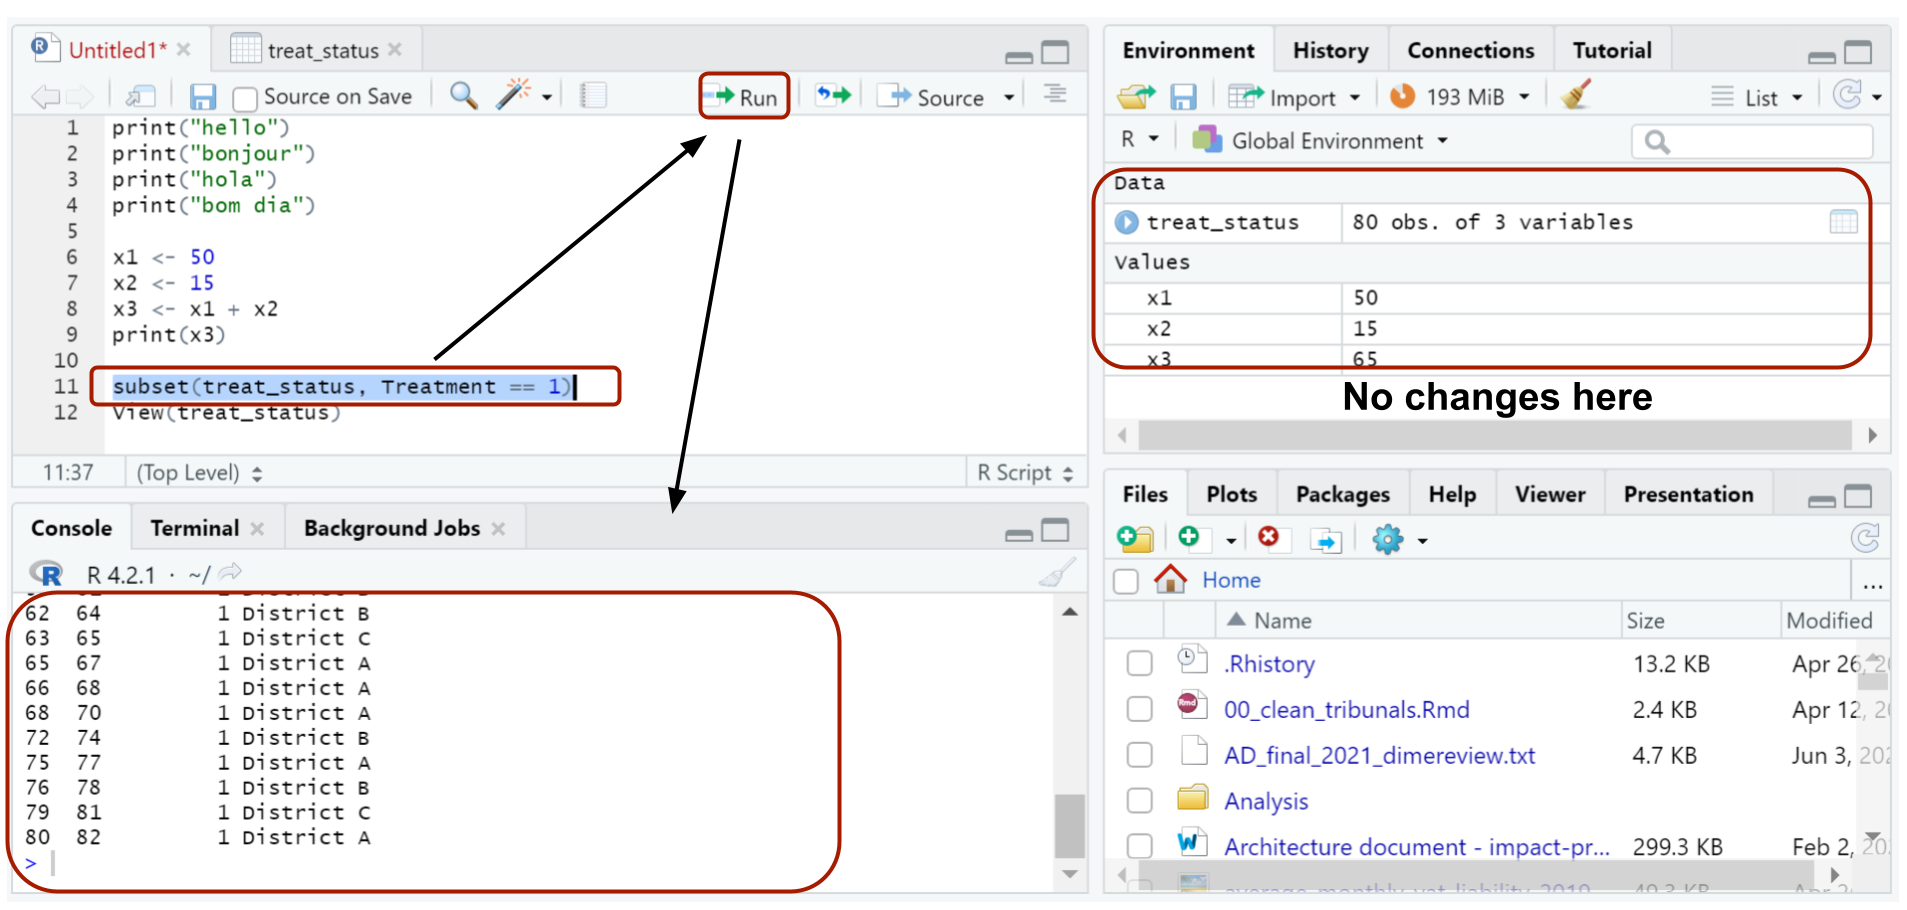 Untitled1* × treat_status ×
Source on Save Run Source
1 print("hello")
2 print("bonjour")
3 print("hola")
4 print("bom dia")
5
6 x1 <- 50
7 x2 <- 15
8 x3 <- x1 + x2
9 print(x3)
10
11 subset(treat_status, Treatment == 1)
12 View(treat_status)
11:37 (Top Level) R Script
Console Terminal × Background Jobs ×
R 4.2.1 · ~/
62 64 1 District B
63 65 1 District C
65 67 1 District A
66 68 1 District A
68 70 1 District A
72 74 1 District B
75 77 1 District A
76 78 1 District B
79 81 1 District C
80 82 1 District A
>
Environment History Connections Tutorial
Import 193 MiB List
R Global Environment
Data
treat_status 80 obs. of 3 variables
Values
x1 50
x2 15
x3 65
No changes here
Files Plots Packages Help Viewer Presentation
Home ...
Name Size Modified
.Rhistory 13.2 KB Apr 26, 2
00_clean_tribunals.Rmd 2.4 KB Apr 12, 2
AD_final_2021_dimereview.txt 4.7 KB Jun 3, 202
Analysis
Architecture document - impact-pr... 299.3 KB Feb 2, 20
average_monthly_vat_liability_2019 49.3 KB Apr 2